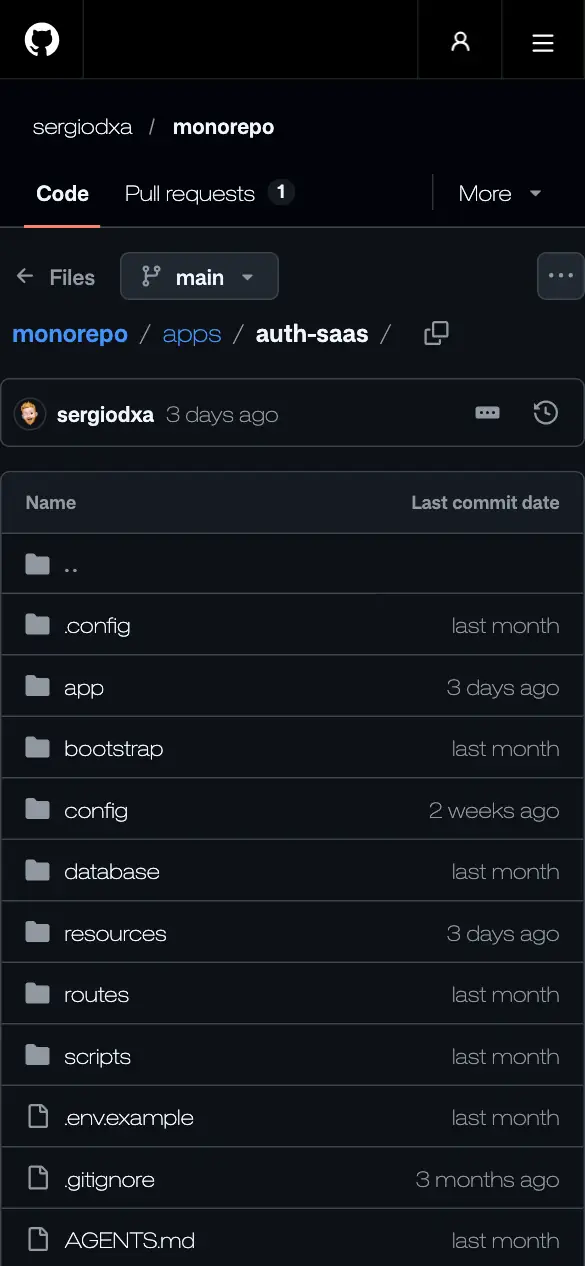 sergiodxa / monorepo
Code Pull requests 1 More
Files main
monorepo / apps / auth-saas /
sergiodxa 3 days ago
Name Last commit date
..
.config last month
app 3 days ago
bootstrap last month
config 2 weeks ago
database last month
resources 3 days ago
routes last month
scripts last month
.env.example last month
.gitignore 3 months ago
AGENTS.md last month